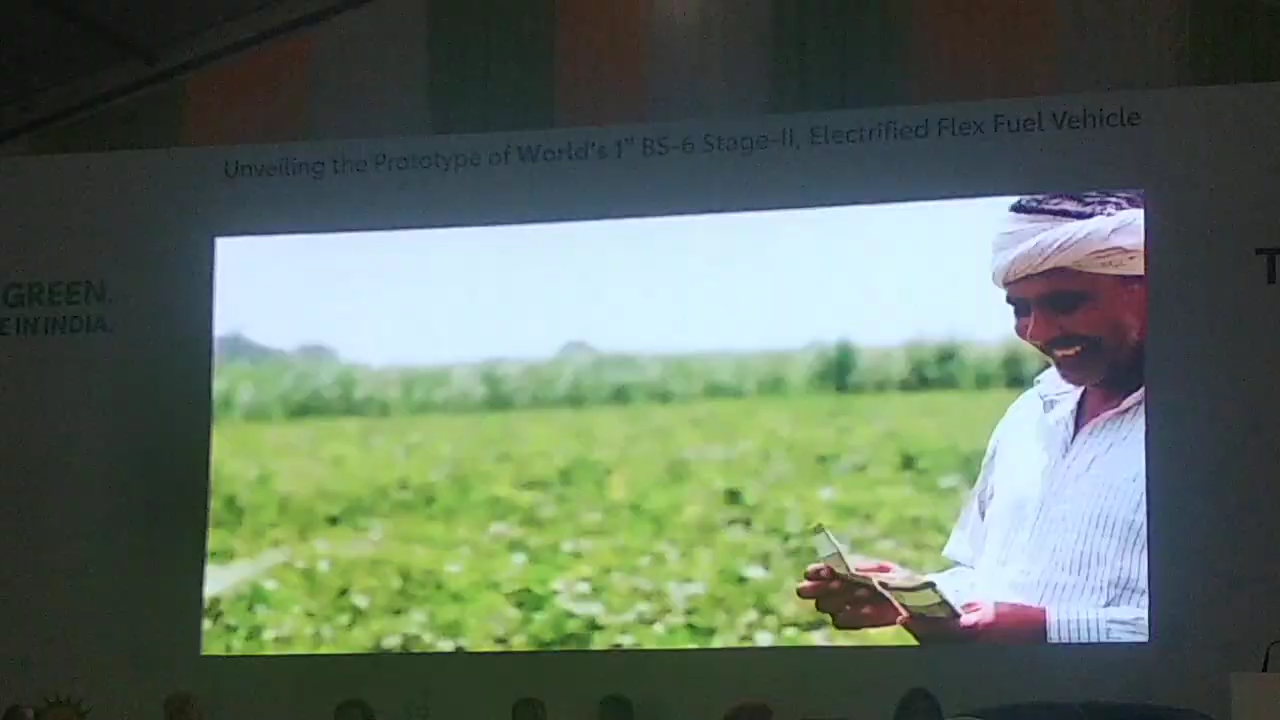 Unveiling the Prototype of World's 1st BS-6 Stage-II, Electrified Flex Fuel Vehicle
GREEN.
E IN INDIA.
T